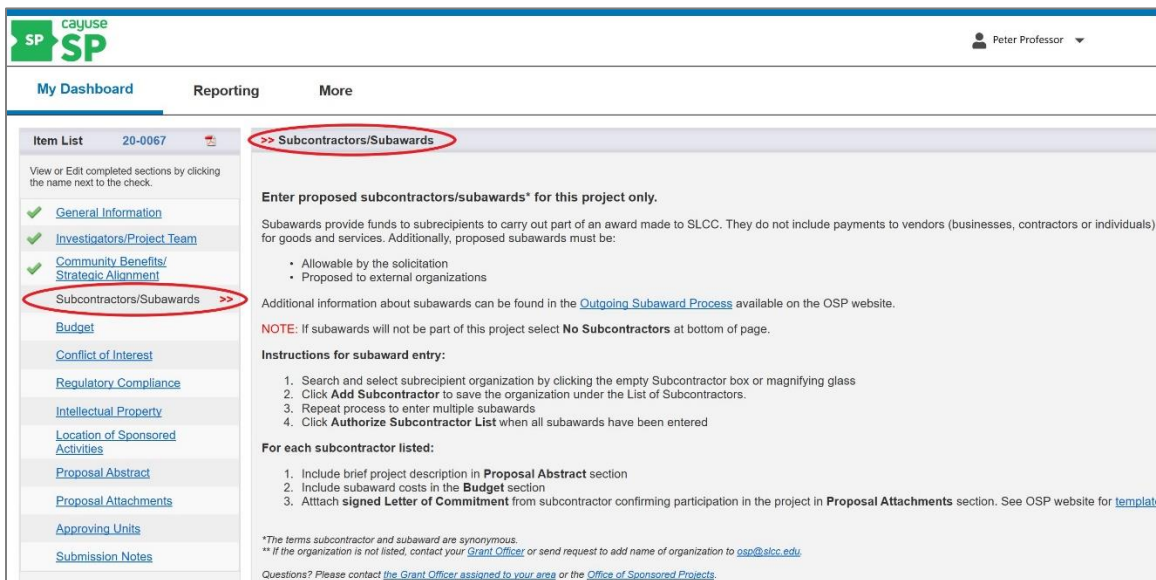 SP cayuse SP
Peter Professor
My Dashboard Reporting More
Item List 20-0067
View or Edit completed sections by clicking
the name next to the check.
General Information
Investigators/Project Team
Community Benefits/
Strategic Alignment
Subcontractors/Subawards >>
Budget
Conflict of Interest
Regulatory Compliance
Intellectual Property
Location of Sponsored
Activities
Proposal Abstract
Proposal Attachments
Approving Units
Submission Notes
>> Subcontractors/Subawards
Enter proposed subcontractors/subawards* for this project only.
Subawards provide funds to subrecipients to carry out part of an award made to SLCC. They do not include payments to vendors (businesses, contractors or individuals)
for goods and services. Additionally, proposed subawards must be:
• Allowable by the solicitation
• Proposed to external organizations
Additional information about subawards can be found in the Outgoing Subaward Process available on the OSP website.
NOTE: If subawards will not be part of this project select No Subcontractors at bottom of page.
Instructions for subaward entry:
1. Search and select subrecipient organization by clicking the empty Subcontractor box or magnifying glass
2. Click Add Subcontractor to save the organization under the List of Subcontractors.
3. Repeat process to enter multiple subawards
4. Click Authorize Subcontractor List when all subawards have been entered
For each subcontractor listed:
1. Include brief project description in Proposal Abstract section
2. Include subaward costs in the Budget section
3. Atttach signed Letter of Commitment from subcontractor confirming participation in the project in Proposal Attachments section. See OSP website for template
*The terms subcontractor and subaward are synonymous.
** If the organization is not listed, contact your Grant Officer or send request to add name of organization to osp@slcc.edu.
Questions? Please contact the Grant Officer assigned to your area or the Office of Sponsored Projects.